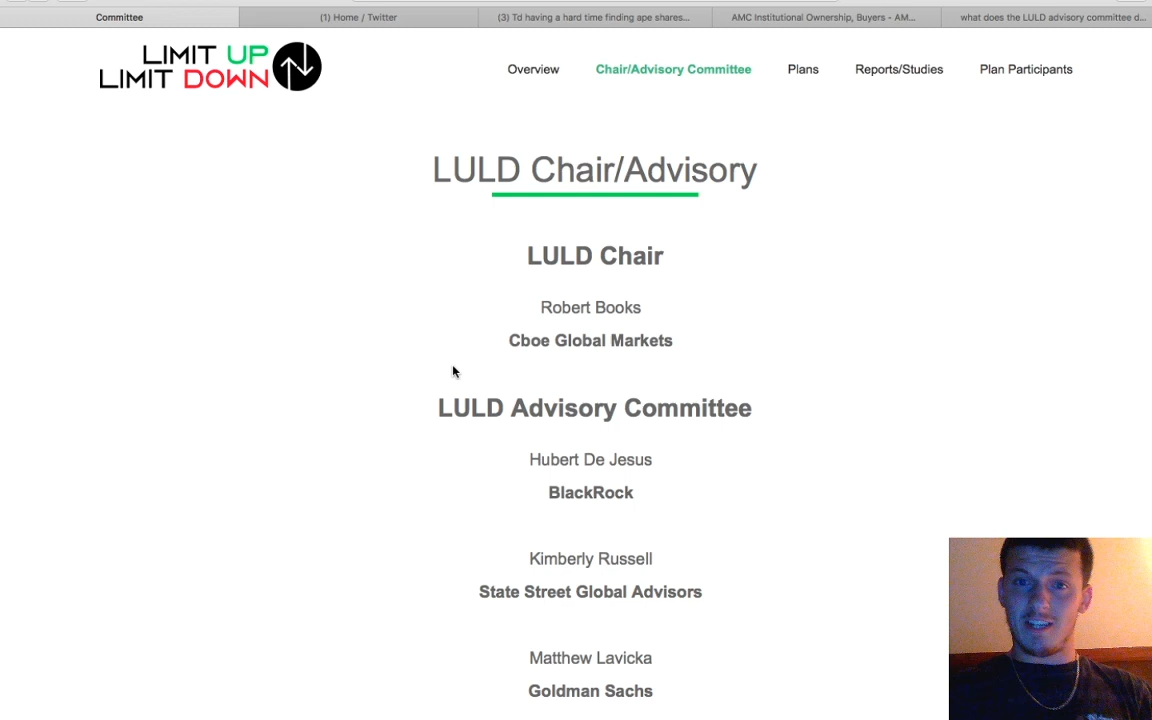 Committee
(1) Home / Twitter
(3) Td having a hard time finding ape shares...
AMC Institutional Ownership, Buyers - AM...
what does the LULD advisory committee d...
LIMIT UP
LIMIT DOWN
Overview
Chair/Advisory Committee
Plans
Reports/Studies
Plan Participants
LULD Chair/Advisory
LULD Chair
Robert Books
Cboe Global Markets
LULD Advisory Committee
Hubert De Jesus
BlackRock
Kimberly Russell
State Street Global Advisors
Matthew Lavicka
Goldman Sachs